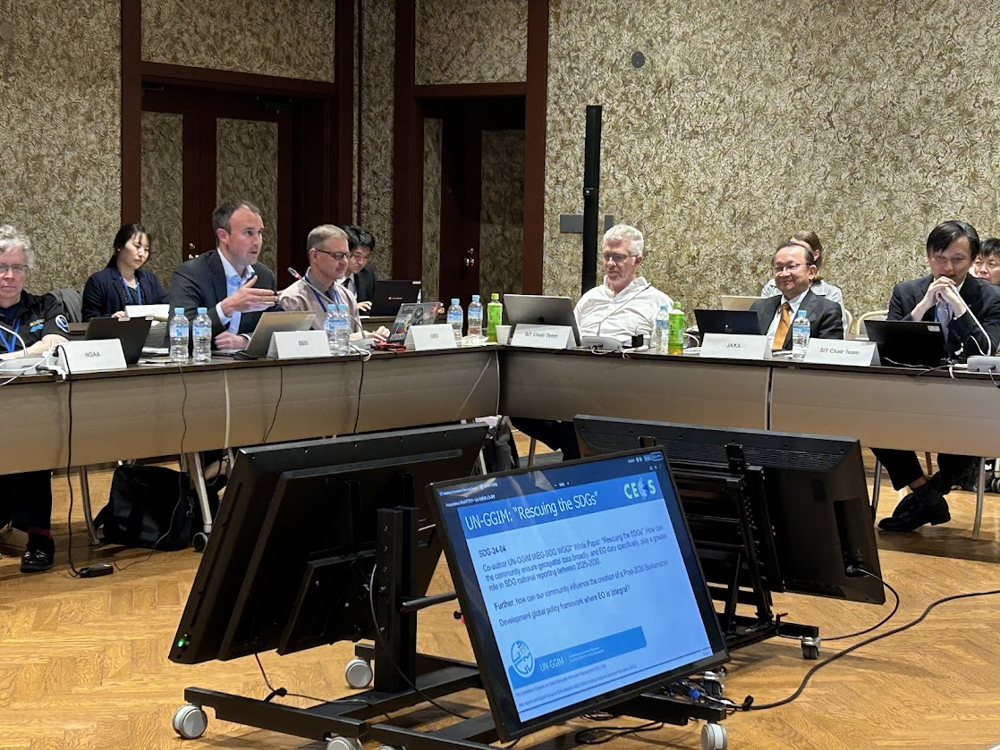 NOAA
SEO
CEO
SIT Chair Team
JAXA
SIT Chair Team
UN-GGIM: "Rescuing the SDGs"
CEOS
SDG-24-04
Co-author UN-GGIM IAEG-SDG WGGI* White Paper "Rescuing the SDGs". How can
the community ensure geospatial data broadly, and EO data specifically, play a greater
role in SDG national reporting between 2025-2030.
Further, how can our community influence the creation of a Post-2030 Sustainable
Development global policy framework where EO is integral?
UN-GGIM